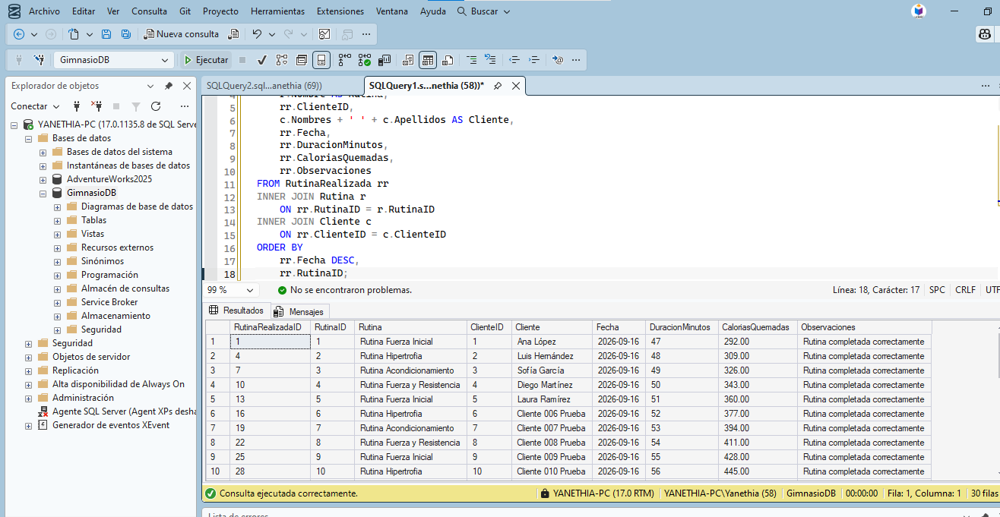 Archivo Editar Ver Consulta Git Proyecto Herramientas Extensiones Ventana Ayuda Buscar
Nueva consulta
GimnasioDB Ejecutar
Explorador de objetos
Conectar
YANETHIA-PC (17.0.1135.8 de SQL Serve
Bases de datos
Bases de datos del sistema
Instantáneas de bases de datos
AdventureWorks2025
GimnasioDB
Diagramas de base de datos
Tablas
Vistas
Recursos externos
Sinónimos
Programación
Almacén de consultas
Service Broker
Almacenamiento
Seguridad
Seguridad
Objetos de servidor
Replicación
Alta disponibilidad de Always On
Administración
Agente SQL Server (Agent XPs desha
Generador de eventos XEvent
SQLQuery2.sql...anethia (69)) SQLQuery1.s...nethia (58))*
4 r.Nombre AS Rutina,
5 rr.ClienteID,
6 c.Nombres + ' ' + c.Apellidos AS Cliente,
7 rr.Fecha,
8 rr.DuracionMinutos,
9 rr.CaloriasQuemadas,
10 rr.Observaciones
11 FROM RutinaRealizada rr
12 INNER JOIN Rutina r
13 ON rr.RutinaID = r.RutinaID
14 INNER JOIN Cliente c
15 ON rr.ClienteID = c.ClienteID
16 ORDER BY
17 rr.Fecha DESC,
18 rr.RutinaID;
99 % No se encontraron problemas. Línea: 18, Carácter: 17 SPC CRLF UTF
Resultados Mensajes
RutinaRealizadaID RutinaID Rutina ClienteID Cliente Fecha DuracionMinutos CaloriasQuemadas Observaciones
1 1 1 Rutina Fuerza Inicial 1 Ana López 2026-09-16 47 292.00 Rutina completada correctamente
2 4 2 Rutina Hipertrofia 2 Luis Hernández 2026-09-16 48 309.00 Rutina completada correctamente
3 7 3 Rutina Acondicionamiento 3 Sofía García 2026-09-16 49 326.00 Rutina completada correctamente
4 10 4 Rutina Fuerza y Resistencia 4 Diego Martínez 2026-09-16 50 343.00 Rutina completada correctamente
5 13 5 Rutina Fuerza Inicial 5 Laura Ramírez 2026-09-16 51 360.00 Rutina completada correctamente
6 16 6 Rutina Hipertrofia 6 Cliente 006 Prueba 2026-09-16 52 377.00 Rutina completada correctamente
7 19 7 Rutina Acondicionamiento 7 Cliente 007 Prueba 2026-09-16 53 394.00 Rutina completada correctamente
8 22 8 Rutina Fuerza y Resistencia 8 Cliente 008 Prueba 2026-09-16 54 411.00 Rutina completada correctamente
9 25 9 Rutina Fuerza Inicial 9 Cliente 009 Prueba 2026-09-16 55 428.00 Rutina completada correctamente
10 28 10 Rutina Hipertrofia 10 Cliente 010 Prueba 2026-09-16 56 445.00 Rutina completada correctamente
Consulta ejecutada correctamente. YANETHIA-PC (17.0 RTM) YANETHIA-PC\Yanethia (58) GimnasioDB 00:00:00 Fila: 1, Columna: 1 30 filas
Lista de errores